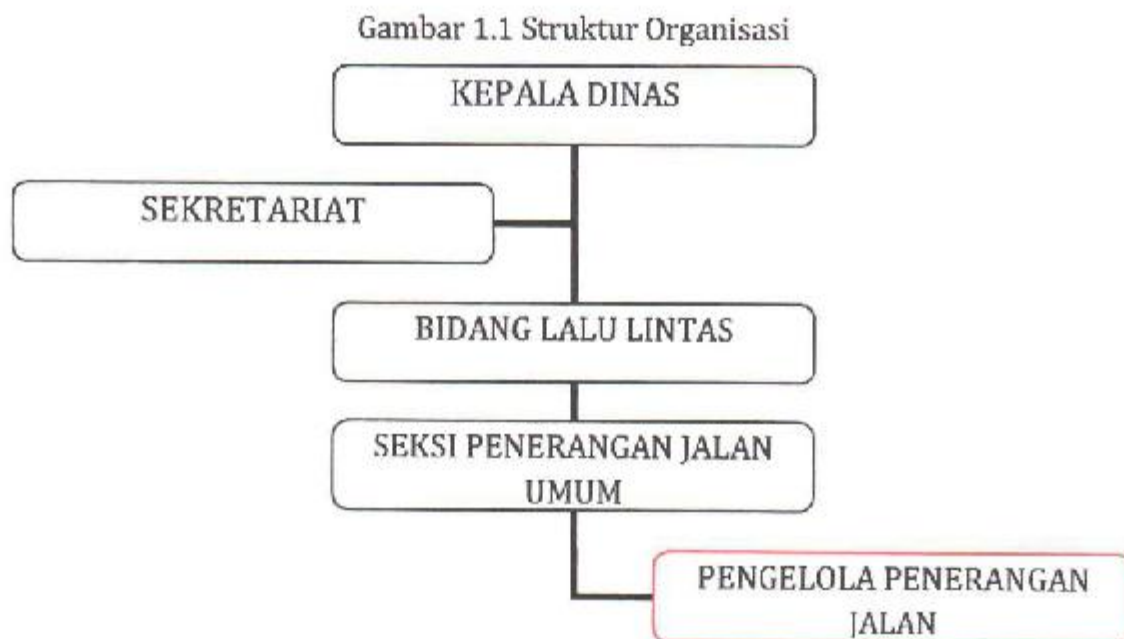 Gambar 1.1 Struktur Organisasi
KEPALA DINAS
SEKRETARIAT
BIDANG LALU LINTAS
SEKSI PENERANGAN JALAN
UMUM
PENGELOLA PENERANGAN
JALAN